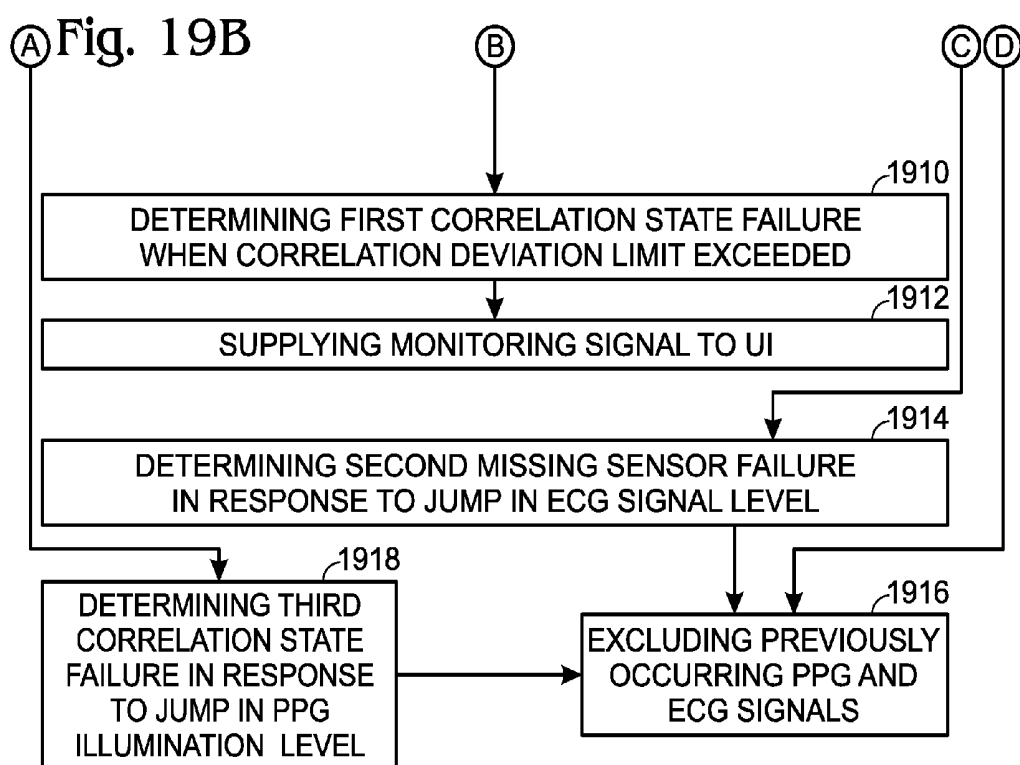 A Fig. 19B
B
C D
1910
DETERMINING FIRST CORRELATION STATE FAILURE
WHEN CORRELATION DEVIATION LIMIT EXCEEDED
1912
SUPPLYING MONITORING SIGNAL TO UI
1914
DETERMINING SECOND MISSING SENSOR FAILURE
IN RESPONSE TO JUMP IN ECG SIGNAL LEVEL
1918
DETERMINING THIRD
CORRELATION STATE
FAILURE IN RESPONSE
TO JUMP IN PPG
ILLUMINATION LEVEL
1916
EXCLUDING PREVIOUSLY
OCCURRING PPG AND
ECG SIGNALS